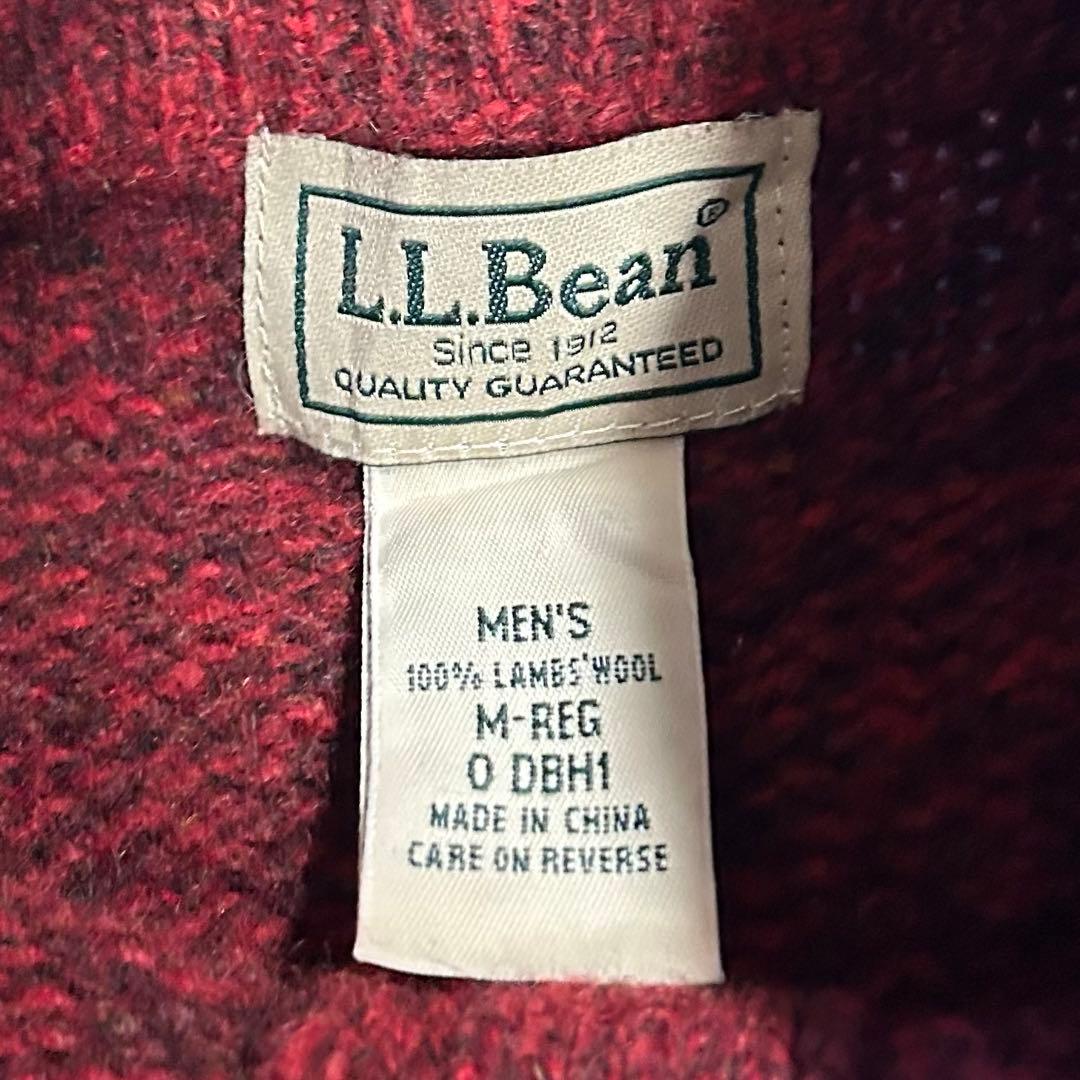 L.L.Bean®
Since 1912
QUALITY GUARANTEED
MEN'S
100% LAMBS'WOOL
M-REG
0 DBH1
MADE IN CHINA
CARE ON REVERSE